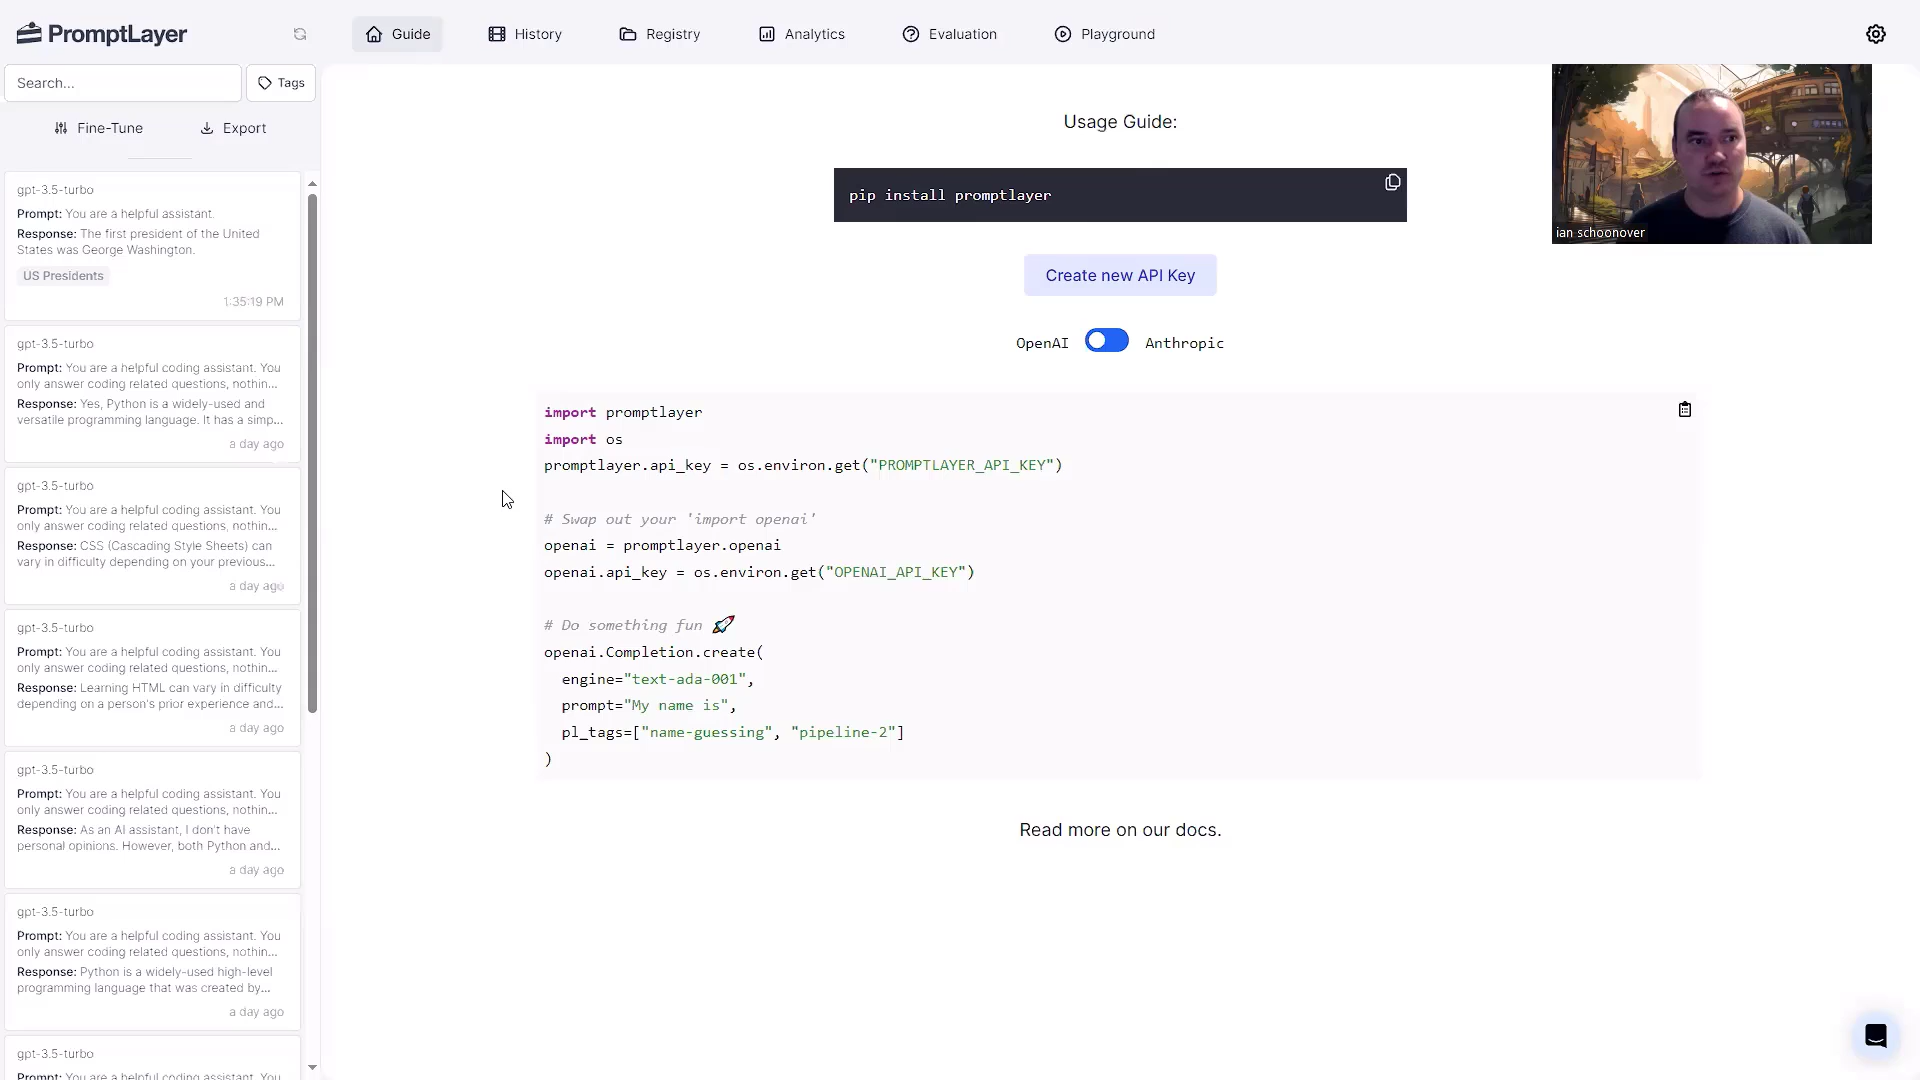 PromptLayer
Guide
History
Registry
Analytics
Evaluation
Playground
Search...
Tags
Fine-Tune
Export
gpt-3.5-turbo
Prompt: You are a helpful assistant.
Response: The first president of the United
States was George Washington.
US Presidents
1:35:19 PM
gpt-3.5-turbo
Prompt: You are a helpful coding assistant. You
only answer coding related questions, nothin...
Response: Yes, Python is a widely-used and
versatile programming language. It has a simp...
a day ago
gpt-3.5-turbo
Prompt: You are a helpful coding assistant. You
only answer coding related questions, nothin...
Response: CSS (Cascading Style Sheets) can
vary in difficulty depending on your previous...
a day ago
gpt-3.5-turbo
Prompt: You are a helpful coding assistant. You
only answer coding related questions, nothin...
Response: Learning HTML can vary in difficulty
depending on a person's prior experience and...
a day ago
gpt-3.5-turbo
Prompt: You are a helpful coding assistant. You
only answer coding related questions, nothin...
Response: As an AI assistant, I don't have
personal opinions. However, both Python and...
a day ago
gpt-3.5-turbo
Prompt: You are a helpful coding assistant. You
only answer coding related questions, nothin...
Response: Python is a widely-used high-level
programming language that was created by...
a day ago
gpt-3.5-turbo
Prompt: You are a helpful coding assistant. You
Usage Guide:
pip install promptlayer
Create new API Key
OpenAI
Anthropic
import promptlayer
import os
promptlayer.api_key = os.environ.get("PROMPTLAYER_API_KEY")
# Swap out your 'import openai'
openai = promptlayer.openai
openai.api_key = os.environ.get("OPENAI_API_KEY")
# Do something fun 🚀
openai.Completion.create(
engine="text-ada-001",
prompt="My name is",
pl_tags=["name-guessing", "pipeline-2"]
)
Read more on our docs.
ian schoonover